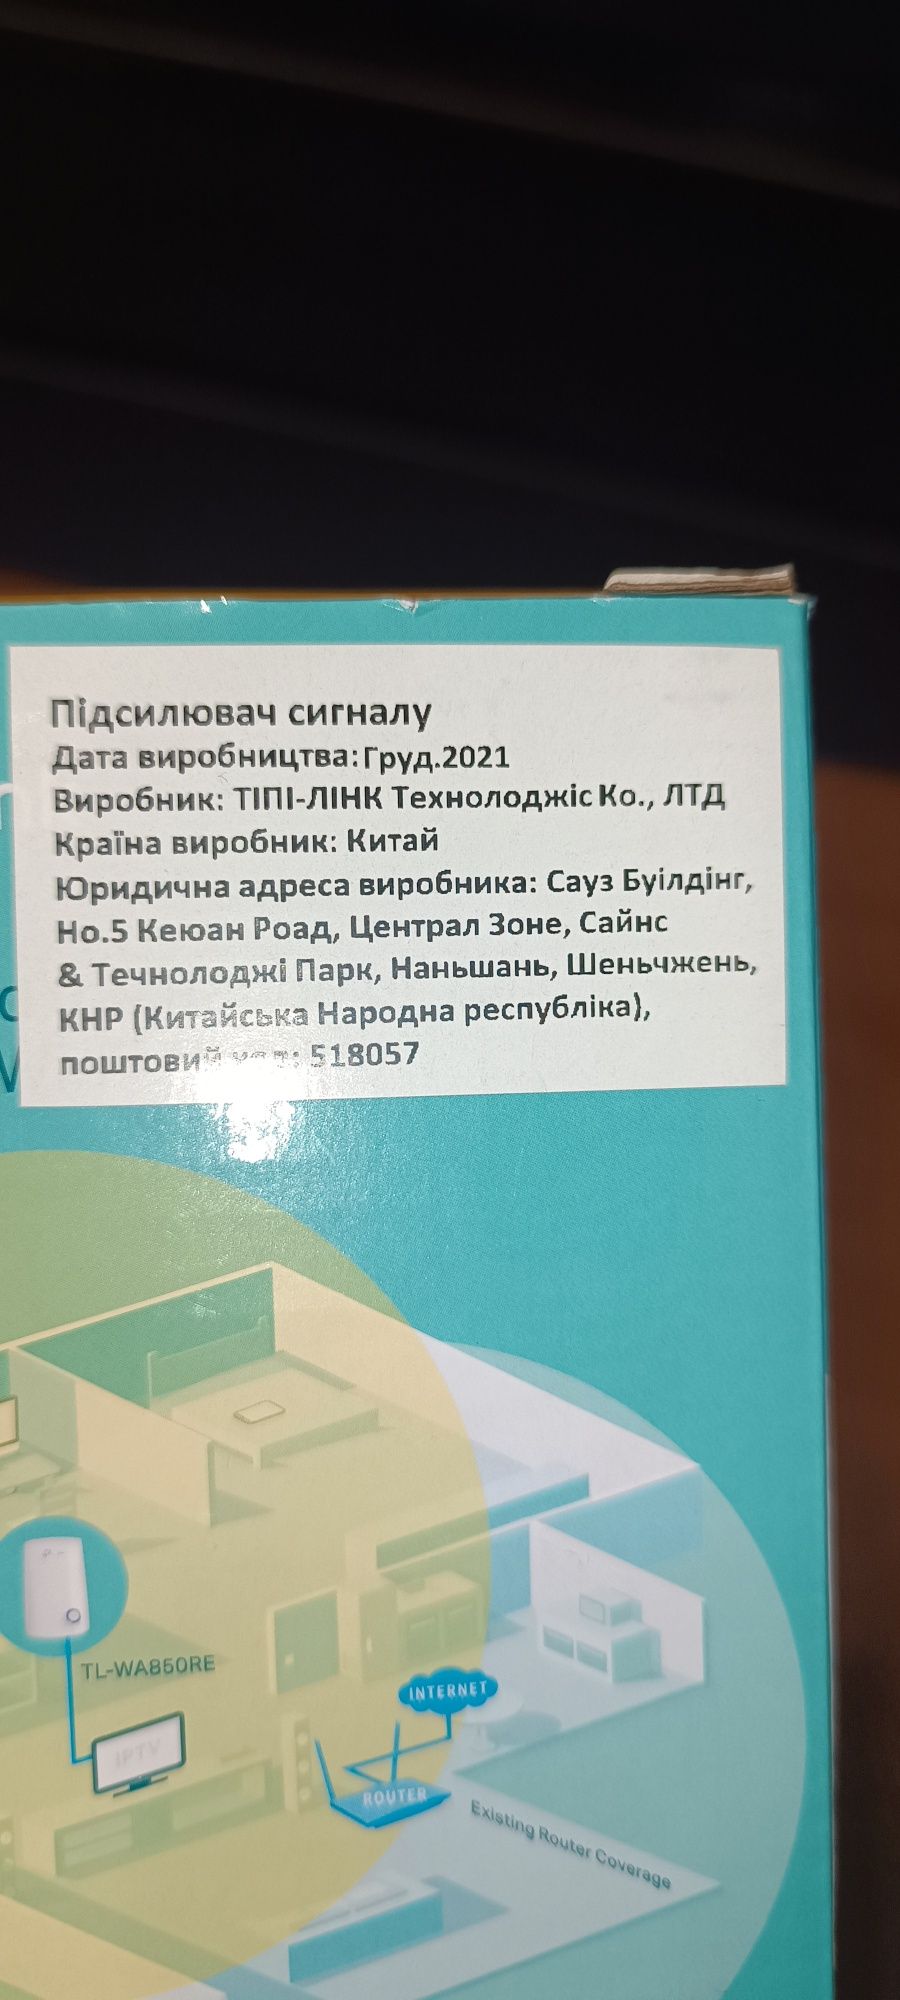 Підсилювач сигналу
Дата виробництва: Груд.2021
Виробник: ТІПІ-ЛІНК Технолоджіс Ко., ЛТД
Країна виробник: Китай
Юридична адреса виробника: Сауз Буілдінг,
Но.5 Кеюан Роад, Централ Зоне, Сайнс
& Течнолоджі Парк, Наньшань, Шеньчжень,
КНР (Китайська Народна республіка),
поштовий 518057
TL-WA850RE
INTERNET
IPTV
ROUTER
Existing Router Coverage